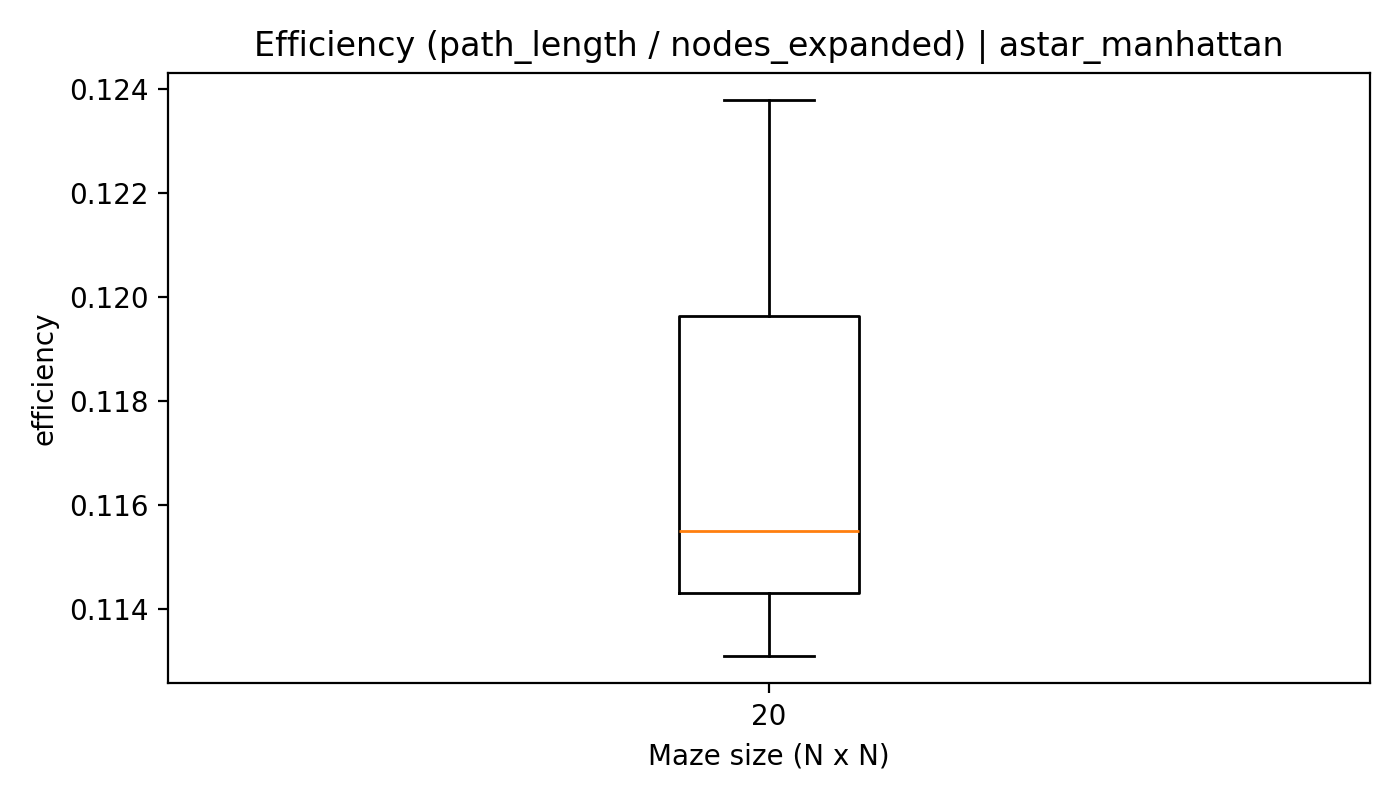 Efficiency (path_length / nodes_expanded) | astar_manhattan
0.124
0.122
0.120
0.118
0.116
0.114
efficiency
20
Maze size (N x N)